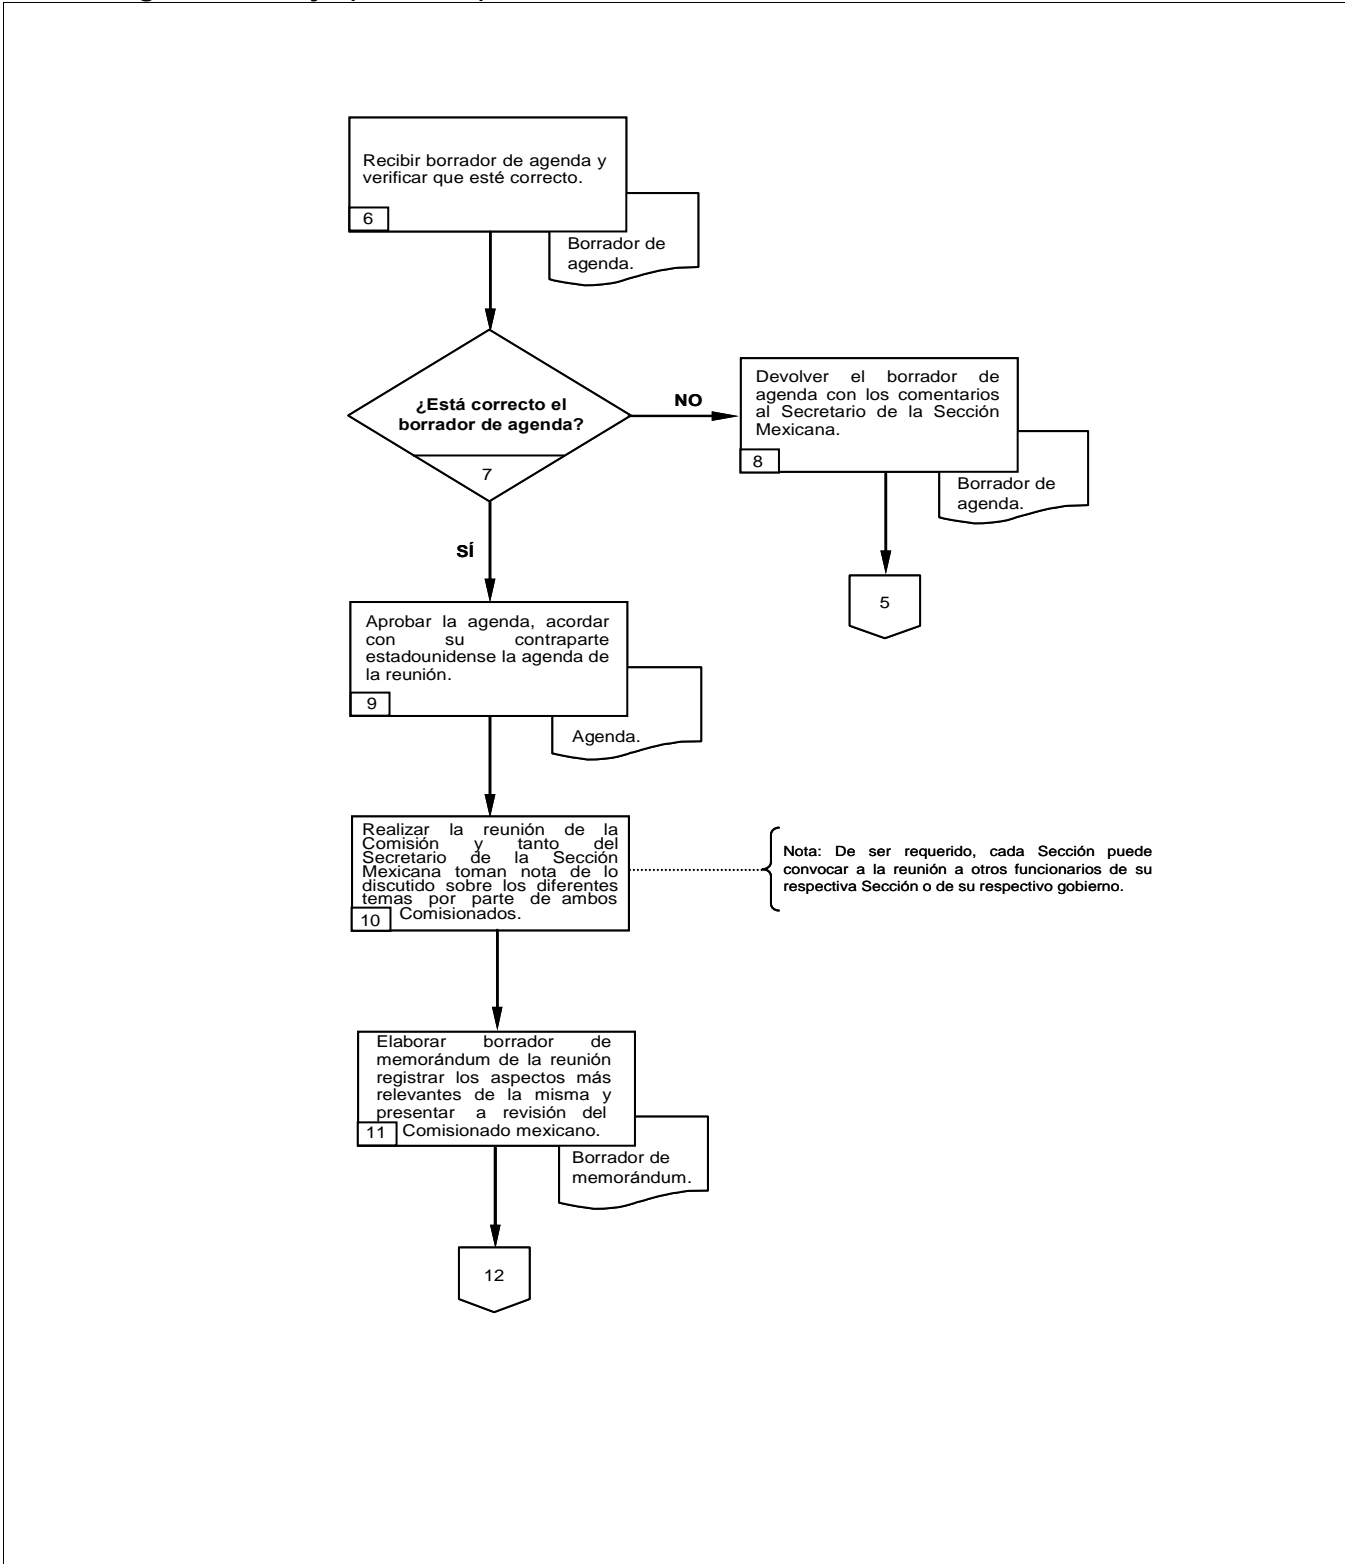 Recibir borrador de agenda y
verificar que esté correcto.
6
Borrador de
agenda.
¿Está correcto el
borrador de agenda?
7
NO
Devolver el borrador de
agenda con los comentarios
al Secretario de la Sección
Mexicana.
8
Borrador de
agenda.
5
SÍ
Aprobar la agenda, acordar
con su contraparte
estadounidense la agenda de
la reunión.
9
Agenda.
Realizar la reunión de la
Comisión y tanto del
Secretario de la Sección
Mexicana toman nota de lo
discutido sobre los diferentes
temas por parte de ambos
Comisionados.
10
Nota: De ser requerido, cada Sección puede
convocar a la reunión a otros funcionarios de su
respectiva Sección o de su respectivo gobierno.
Elaborar borrador de
memorándum de la reunión
registrar los aspectos más
relevantes de la misma y
presentar a revisión del
Comisionado mexicano.
11
Borrador de
memorándum.
12